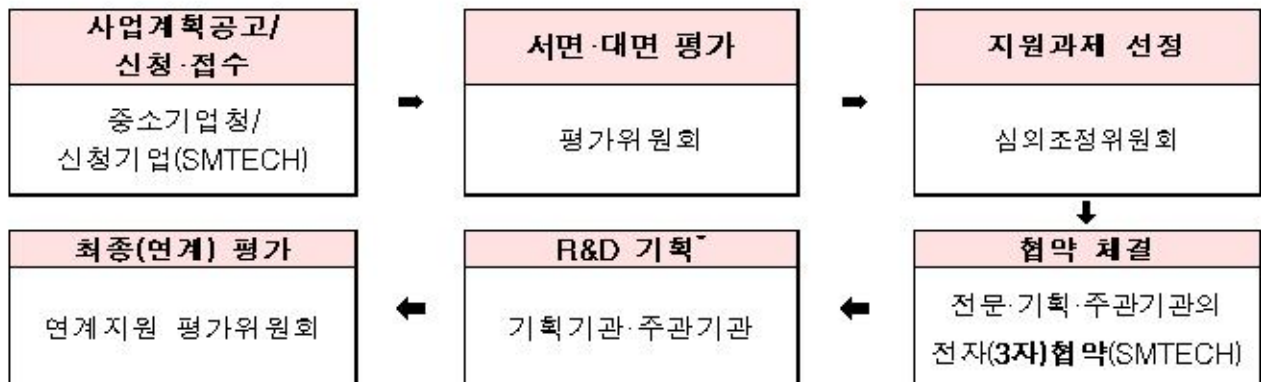 사업계획공고/
신청·접수
중소기업청/
신청기업(SMTECH)
서면·대면 평가
평가위원회
지원과제 선정
심의조정위원회
협약 체결
전문·기획·주관기관의
전자(3자)협약(SMTECH)
R&D 기획*
기획기관·주관기관
최종(연계) 평가
연계지원 평가위원회